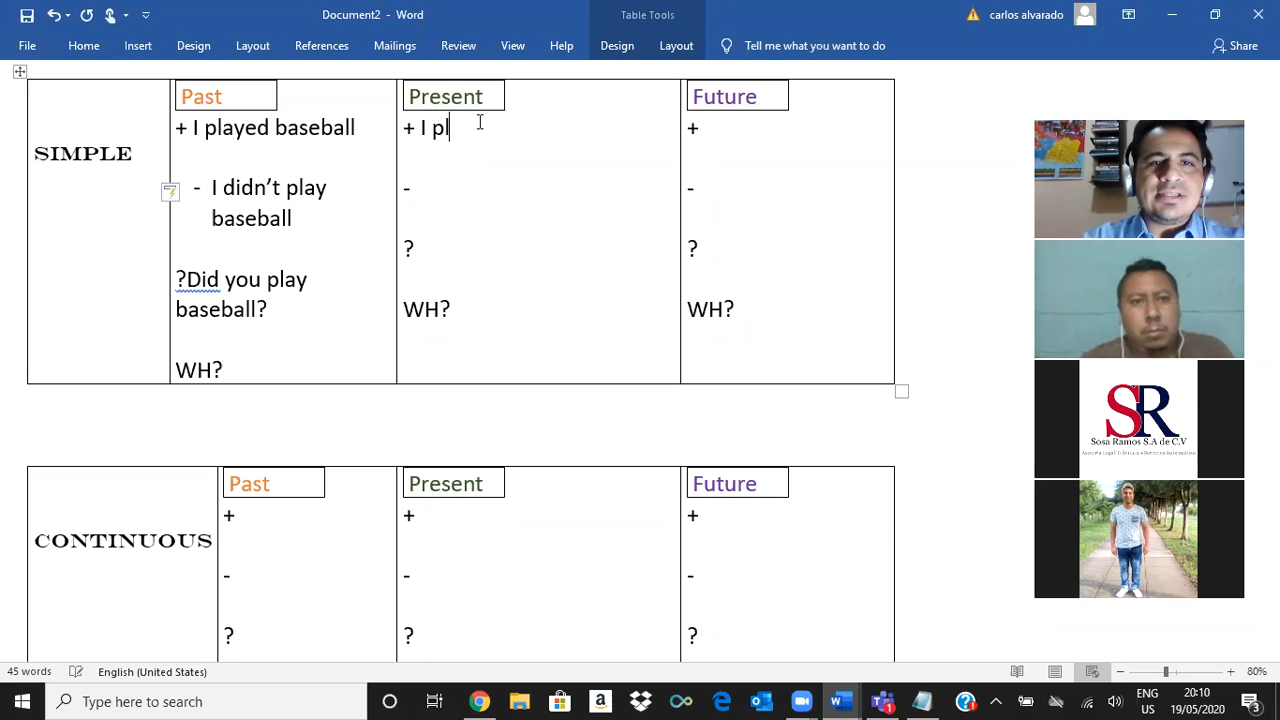 Document2 - Word
Table Tools
carlos alvarado
File Home Insert Design Layout References Mailings Review View Help Design Layout Tell me what you want to do Share
SIMPLE
Past
+ I played baseball
- I didn't play
baseball
?Did you play
baseball?
WH?
Present
+ I pl
-
?
WH?
Future
+
-
?
WH?
CONTINUOUS
Past
+
-
?
Present
+
-
?
Future
+
-
?
SR
Sosa Ramos S.A de C.V
45 words English (United States) 80%
Type here to search
ENG
US
20:10
19/05/2020
3